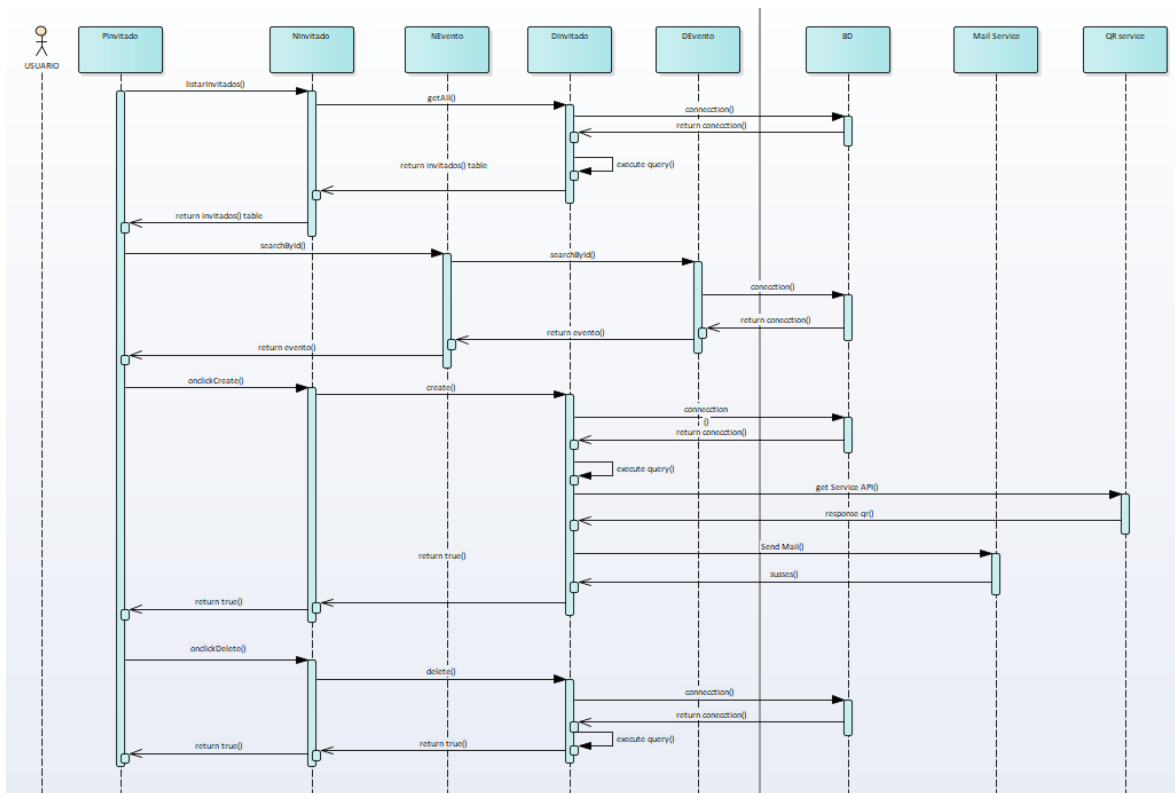 PInvitado
NInvitado
NEvento
DInvitado
DEvento
BD
Mail Service
QR service
USUARIO
listarInvitados()
getAll()
connecction()
return conecction()
execute query()
return invitados() table
return invitados() table
searchById()
searchById()
conecction()
return conecction()
return evento()
return evento()
onclickCreate()
create()
connecction
()
return conecction()
execute query()
get Service API()
response qr()
Send Mail()
return true()
susses()
return true()
onclickDelete()
delete()
connecction()
return conecction()
execute query()
return true()
return true()